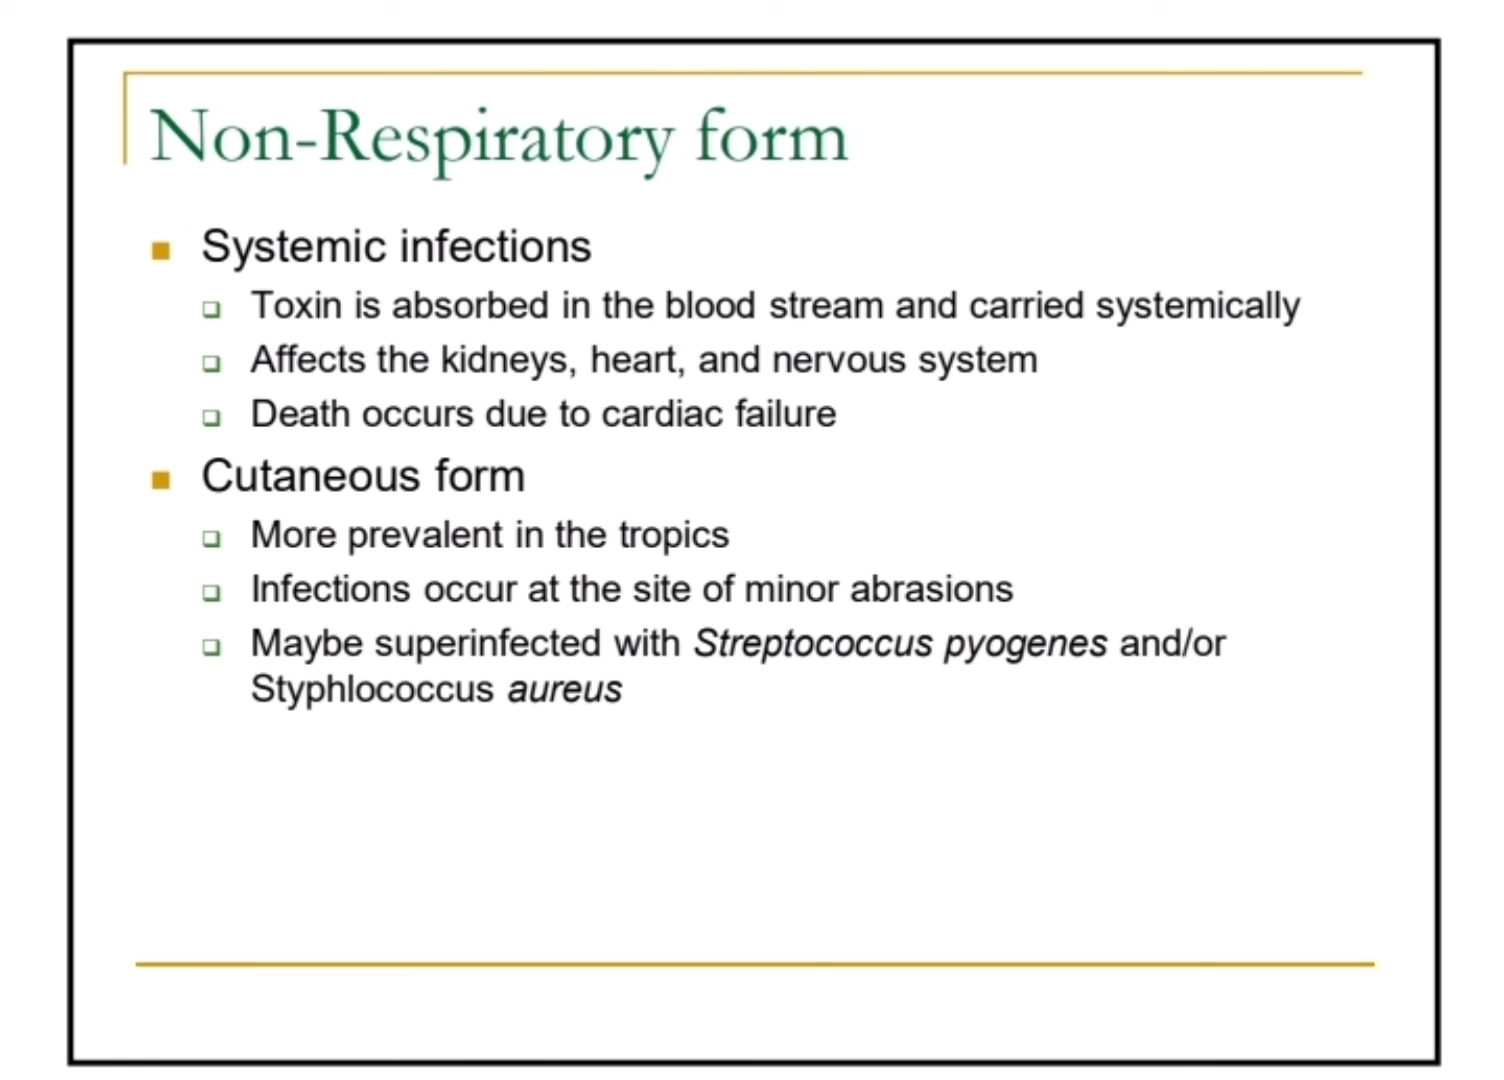 Non-Respiratory form
Systemic infections
Toxin is absorbed in the blood stream and carried systemically
Affects the kidneys, heart, and nervous system
Death occurs due to cardiac failure
Cutaneous form
More prevalent in the tropics
Infections occur at the site of minor abrasions
Maybe superinfected with Streptococcus pyogenes and/or
Styphlococcus aureus